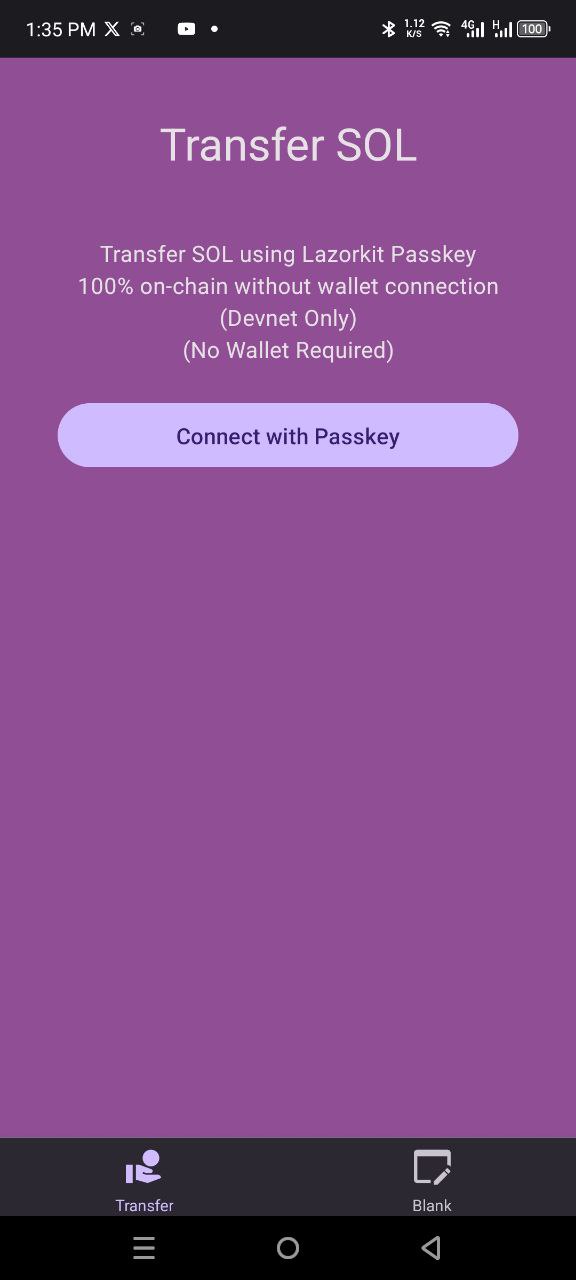 1:35 PM
1.12
K/S
4G
H
100
Transfer SOL
Transfer SOL using Lazorkit Passkey
100% on-chain without wallet connection
(Devnet Only)
(No Wallet Required)
Connect with Passkey
Transfer
Blank